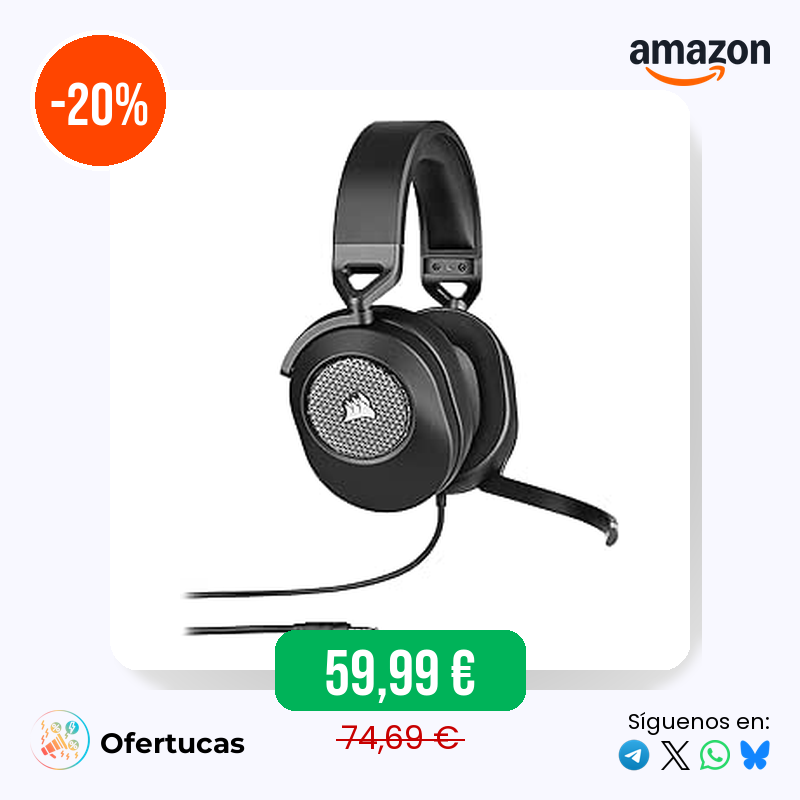 -20%
amazon
59,99 €
74,69 €
Ofertucas
Síguenos en: